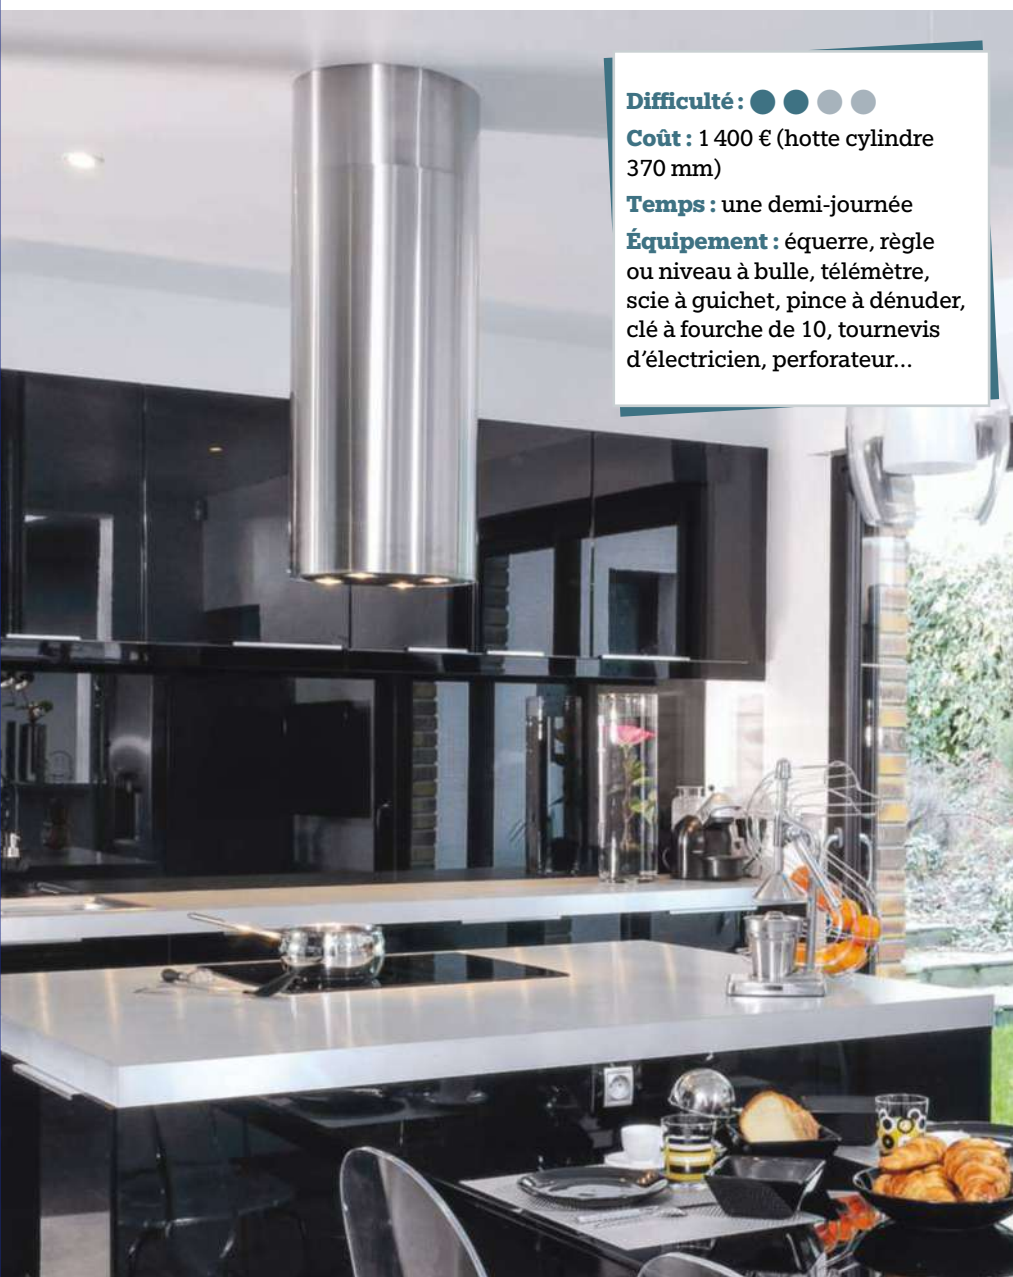 Difficulté :
Coût : 1 400 € (hotte cylindre
370 mm)
Temps : une demi-journée
Équipement : équerre, règle
ou niveau à bulle, télémètre,
scie à guichet, pince à dénuder,
clé à fourche de 10, tournevis
d’électricien, perforateur...